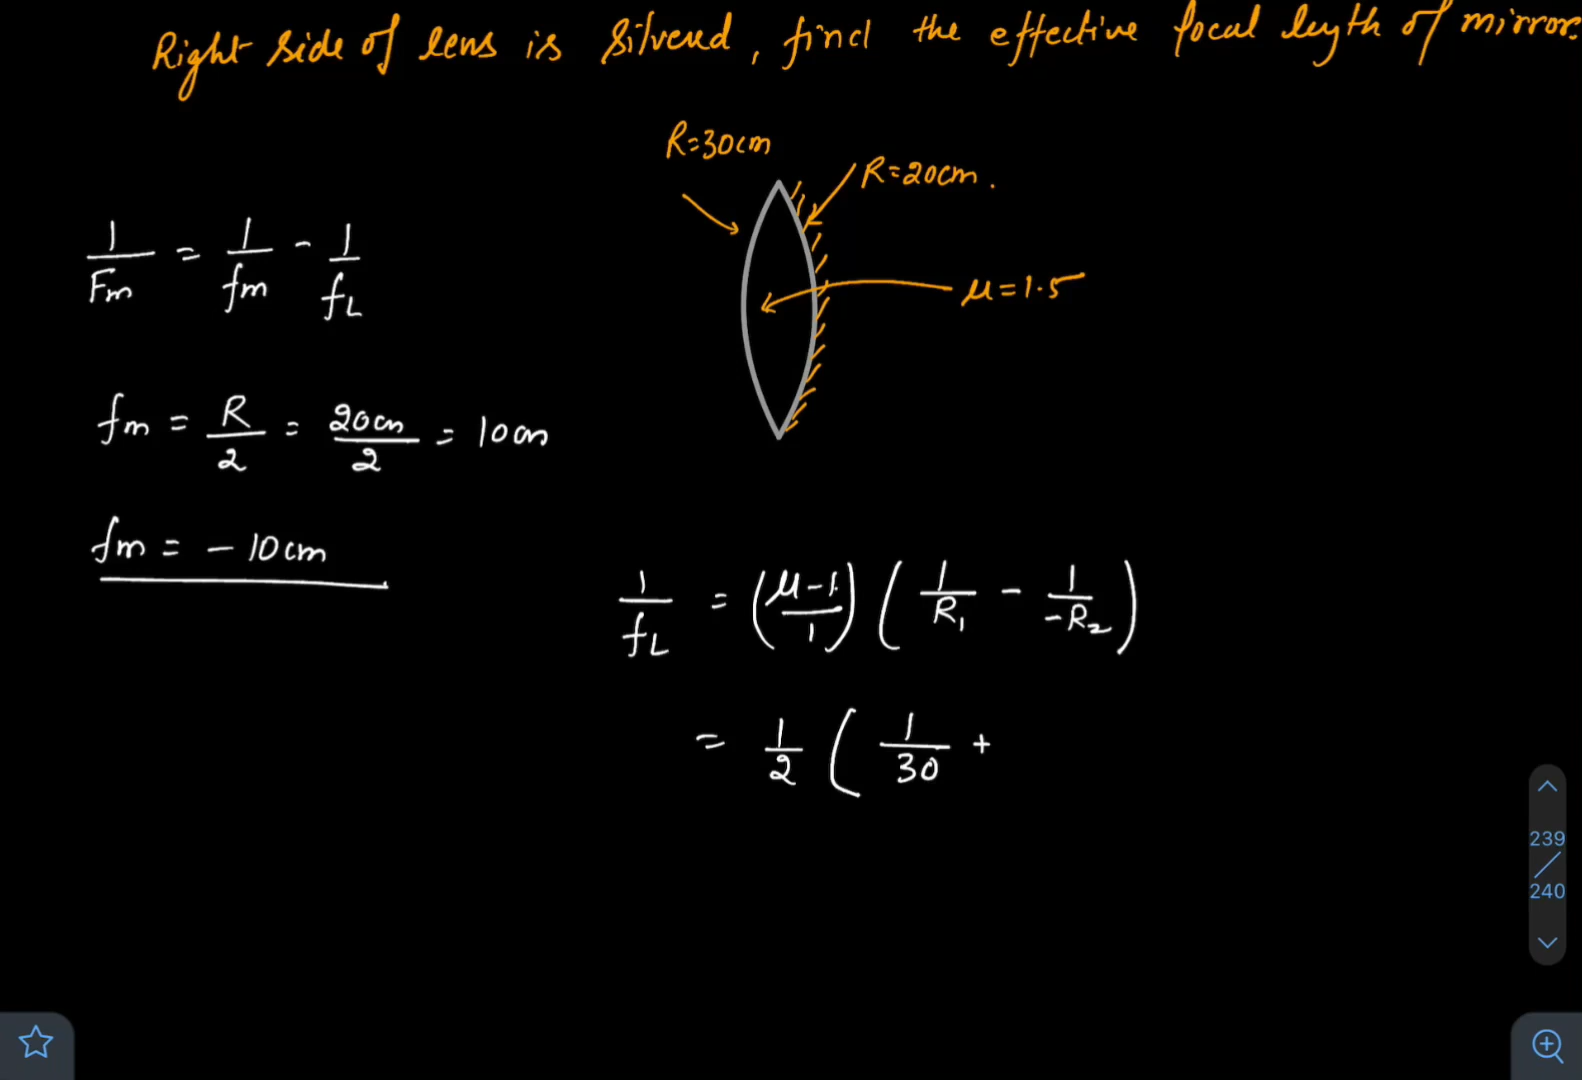 Right side of lens is silvered, find the effective focal length of mirror.
R=30cm
R=20cm.
μ=1.5
1/Fm = 1/fm - 1/fL
fm = R/2 = 20cm/2 = 10cm
fm = - 10cm
1/fL = (μ-1/1) (1/R₁ - 1/-R₂)
= 1/2 ( 1/30 +
239
/
240